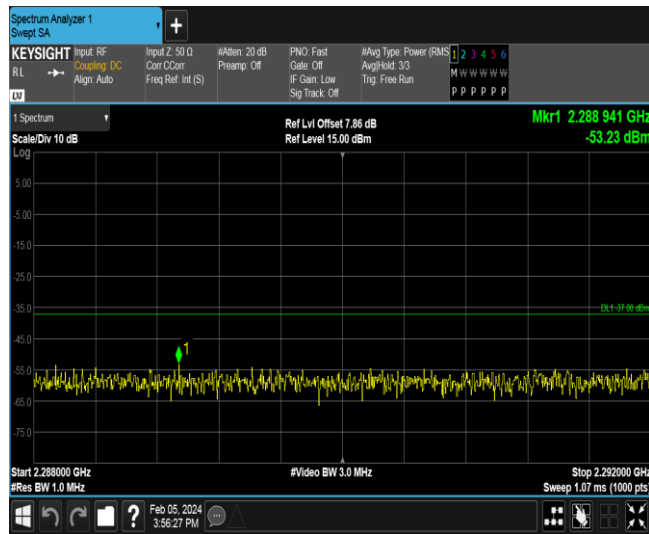 Spectrum Analyzer 1
Swept SA
+
KEYSIGHT
RL
LXI
Input: RF
Coupling: DC
Align: Auto
Input Z: 50 Ω
Corr CCorr
Freq Ref: Int (S)
#Atten: 20 dB
Preamp: Off
PNO: Fast
Gate: Off
IF Gain: Low
Sig Track: Off
#Avg Type: Power (RMS
Avg|Hold: 3/3
Trig: Free Run
1 2 3 4 5 6
M W W W W W
P P P P P P
1 Spectrum
Scale/Div 10 dB
Log
Ref Lvl Offset 7.86 dB
Ref Level 15.00 dBm
Mkr1 2.288 941 GHz
-53.23 dBm
5.00
-5.00
-15.0
-25.0
-35.0
DL1 -37.00 dBm
-45.0
1
-55.0
-65.0
-75.0
Start 2.288000 GHz
#Res BW 1.0 MHz
#Video BW 3.0 MHz
Stop 2.292000 GHz
Sweep 1.07 ms (1000 pts)
?
Feb 05, 2024
3:56:27 PM